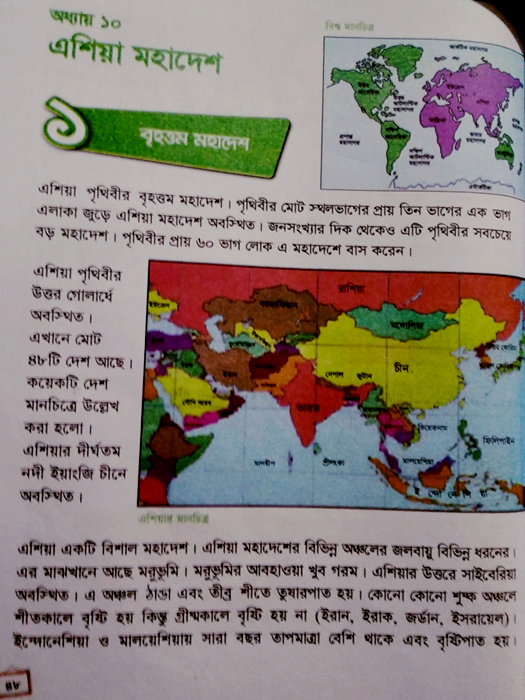 অধ্যায় ১০
এশিয়া মহাদেশ
বিশ্ব মানচিত্র
১
বৃহত্তম মহাদেশ
এশিয়া পৃথিবীর বৃহত্তম মহাদেশ। পৃথিবীর মোট স্থলভাগের প্রায় তিন ভাগের এক ভাগ
এলাকা জুড়ে এশিয়া মহাদেশ অবস্থিত। জনসংখ্যার দিক থেকেও এটি পৃথিবীর সবচেয়ে
বড় মহাদেশ। পৃথিবীর প্রায় ৬০ ভাগ লোক এ মহাদেশে বাস করেন।
এশিয়া পৃথিবীর
উত্তর গোলার্ধে
অবস্থিত।
এখানে মোট
৪৮টি দেশ আছে।
কয়েকটি দেশ
মানচিত্রে উল্লেখ
করা হলো।
এশিয়ার দীর্ঘতম
নদী ইয়াংজি চীনে
অবস্থিত।
রাশিয়া
মঙ্গোলিয়া
চীন
নেপাল
ভুটান
ইরান
সৌদি আরব
ভারত
ভিয়েতনাম
ফিলিপাইন
মালদ্বীপ
শ্রীলংকা
মালয়েশিয়া
ই ন্দো নে শি য়া
এশিয়ার মানচিত্র
এশিয়া একটি বিশাল মহাদেশ। এশিয়া মহাদেশের বিভিন্ন অঞ্চলের জলবায়ু বিভিন্ন ধরনের।
এর মাঝখানে আছে মরুভূমি। মরুভূমির আবহাওয়া খুব গরম। এশিয়ার উত্তরে সাইবেরিয়া
অবস্থিত। এ অঞ্চল ঠাণ্ডা এবং তীব্র শীতে তুষারপাত হয়। কোনো কোনো শুষ্ক অঞ্চলে
শীতকালে বৃষ্টি হয় কিন্তু গ্রীষ্মকালে বৃষ্টি হয় না (ইরান, ইরাক, জর্ডান, ইসরায়েল)।
ইন্দোনেশিয়া ও মালয়েশিয়ায় সারা বছর তাপমাত্রা বেশি থাকে এবং বৃষ্টিপাত হয়।
৪৮